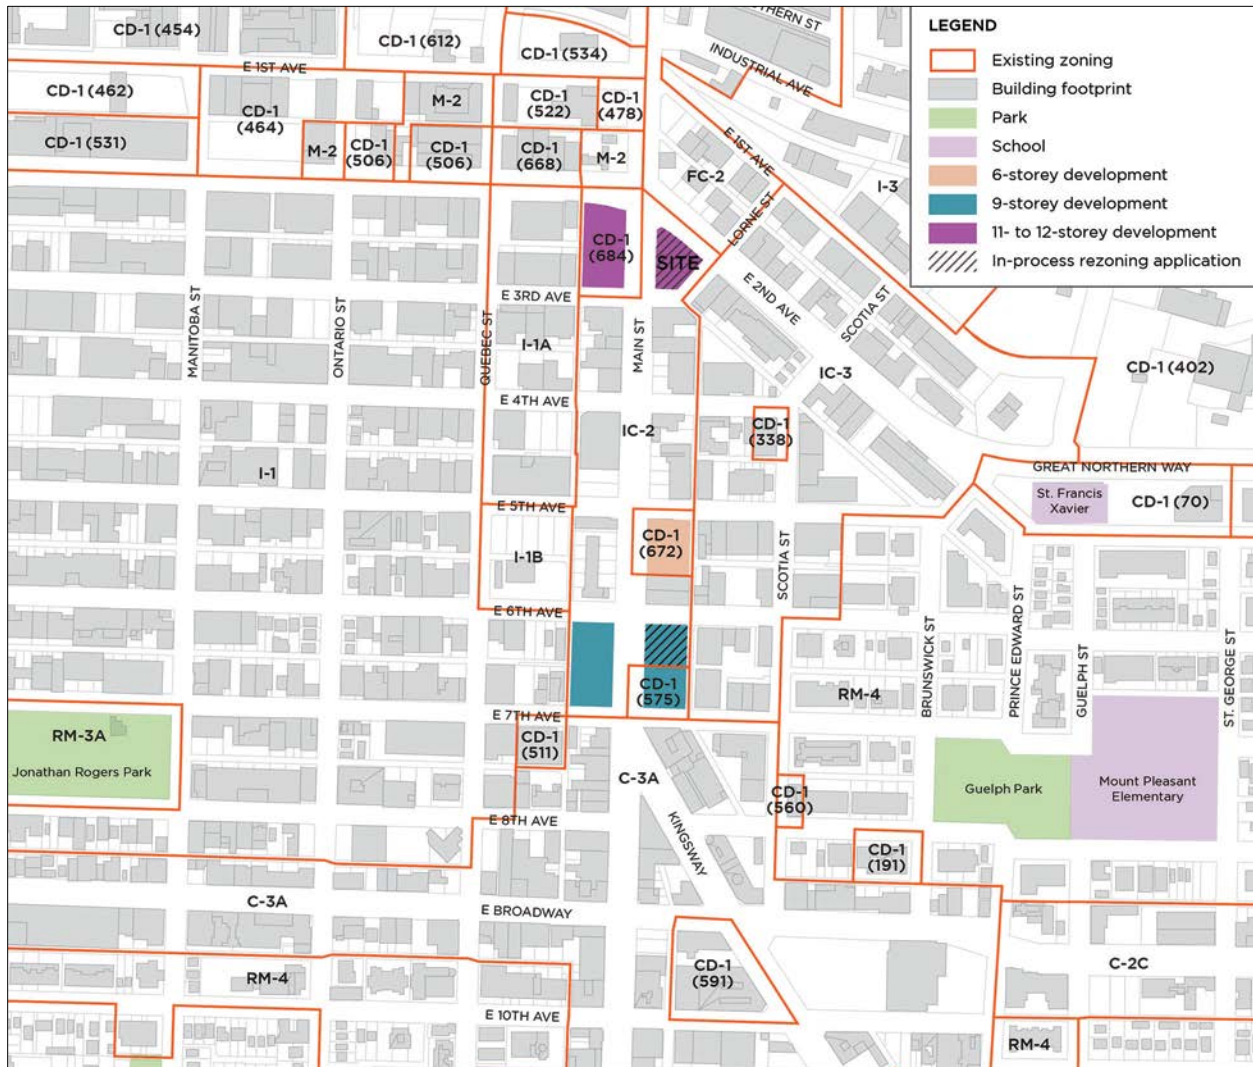 CD-1 (454)
CD-1 (612)
CD-1 (534)
E 1ST AVE
INDUSTRIAL AVE
LEGEND
Existing zoning
Building footprint
Park
School
6-storey development
9-storey development
11- to 12-storey development
In-process rezoning application
CD-1 (462)
CD-1
(464)
M-2
CD-1
(522)
CD-1
(478)
CD-1 (531)
M-2
CD-1
(506)
CD-1
(506)
CD-1
(668)
M-2
E 1ST AVE
FC-2
I-3
LORNE ST
CD-1
(684)
SITE
E 3RD AVE
E 2ND AVE
SCOTIA ST
MANITOBA ST
ONTARIO ST
QUEBEC ST
I-1A
MAIN ST
IC-3
CD-1 (402)
E 4TH AVE
IC-2
CD-1
(338)
I-1
GREAT NORTHERN WAY
St. Francis
Xavier
CD-1 (70)
E 5TH AVE
I-1B
CD-1
(672)
SCOTIA ST
E 6TH AVE
BRUNSWICK ST
PRINCE EDWARD ST
GUELPH ST
ST. GEORGE ST
CD-1
(575)
RM-4
E 7TH AVE
RM-3A
Jonathan Rogers Park
CD-1
(511)
C-3A
CD-1
(560)
Guelph Park
Mount Pleasant
Elementary
E 8TH AVE
KINGSWAY
CD-1
(191)
C-3A
E BROADWAY
CD-1
(591)
C-2C
RM-4
E 10TH AVE
RM-4